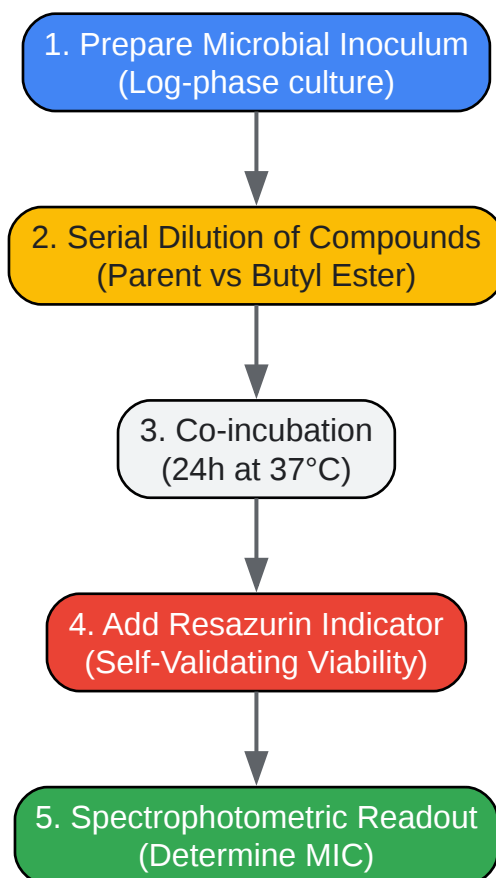 1. Prepare Microbial Inoculum
(Log-phase culture)
2. Serial Dilution of Compounds
(Parent vs Butyl Ester)
3. Co-incubation
(24h at 37°C)
4. Add Resazurin Indicator
(Self-Validating Viability)
5. Spectrophotometric Readout
(Determine MIC)